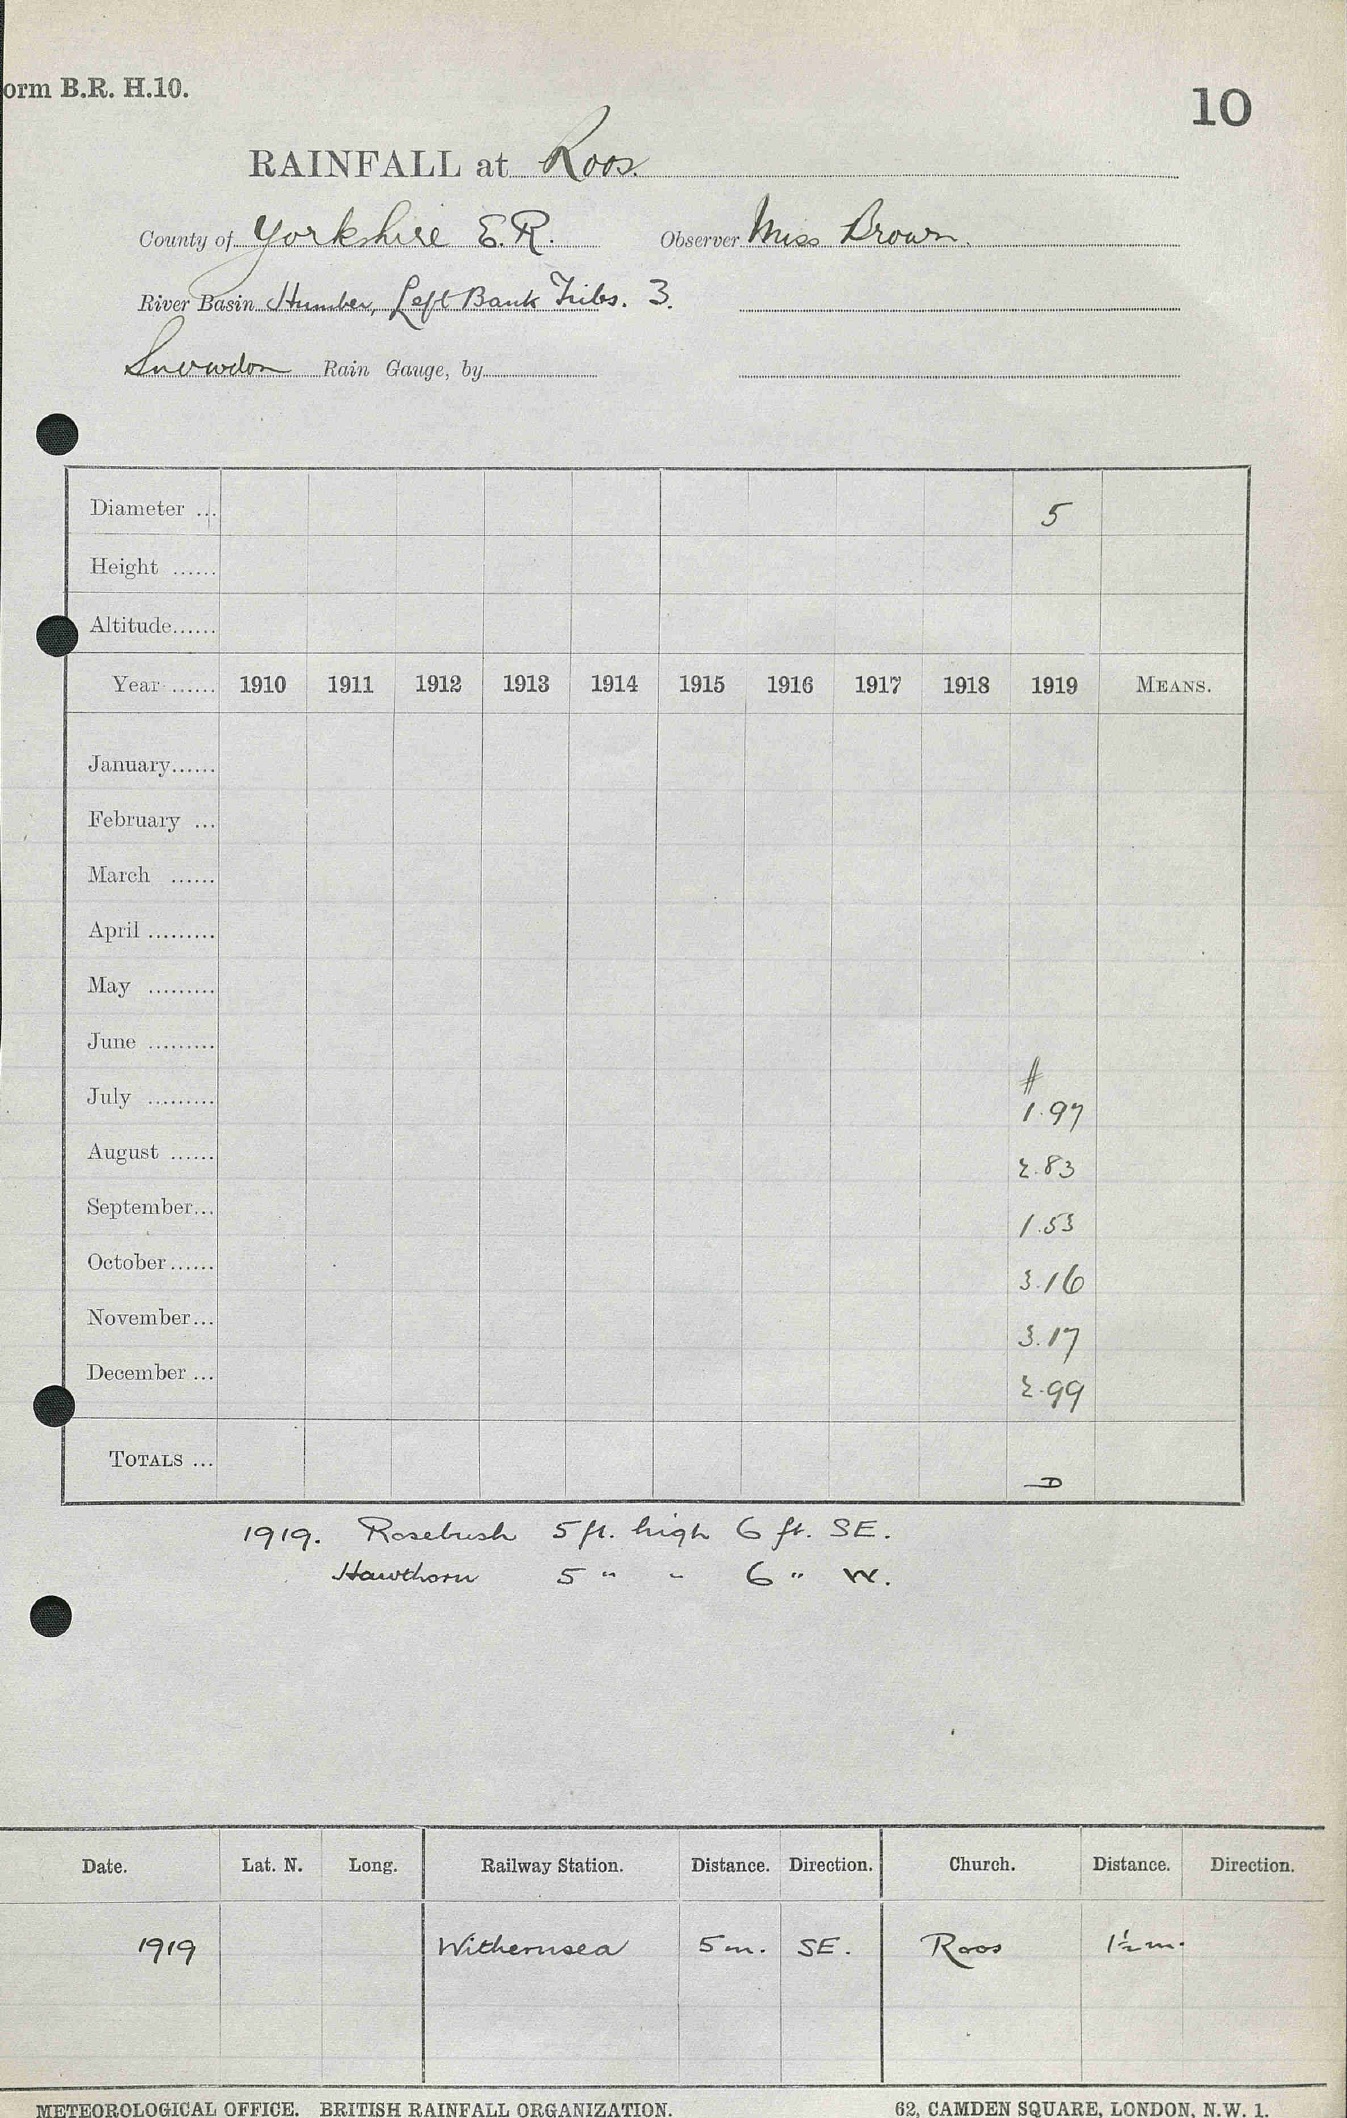 orm B.R. H.10.
10
RAINFALL at Roos.
County of Yorkshire E.R. Observer Miss Brown.
River Basin Humber, Left Bank Tribs. 3.
Snowdon Rain Gauge, by
Diameter ... 5
Height ......
Altitude......
Year ...... 1910 1911 1912 1913 1914 1915 1916 1917 1918 1919 MEANS.
January......
February ...
March ......
April .........
May .........
June .........
July ......... # 1.97
August ...... 2.83
September... 1.53
October...... 3.16
November... 3.17
December ... 2.99
TOTALS ... D
1919. Rosebush 5 ft. high 6 ft. SE.
Hawthorn 5 " " 6 " W.
Date. Lat. N. Long. Railway Station. Distance. Direction. Church. Distance. Direction.
1919 Withernsea 5 m. SE. Roos 1½ m.
METEOROLOGICAL OFFICE. BRITISH RAINFALL ORGANIZATION. 62, CAMDEN SQUARE, LONDON, N.W. 1.